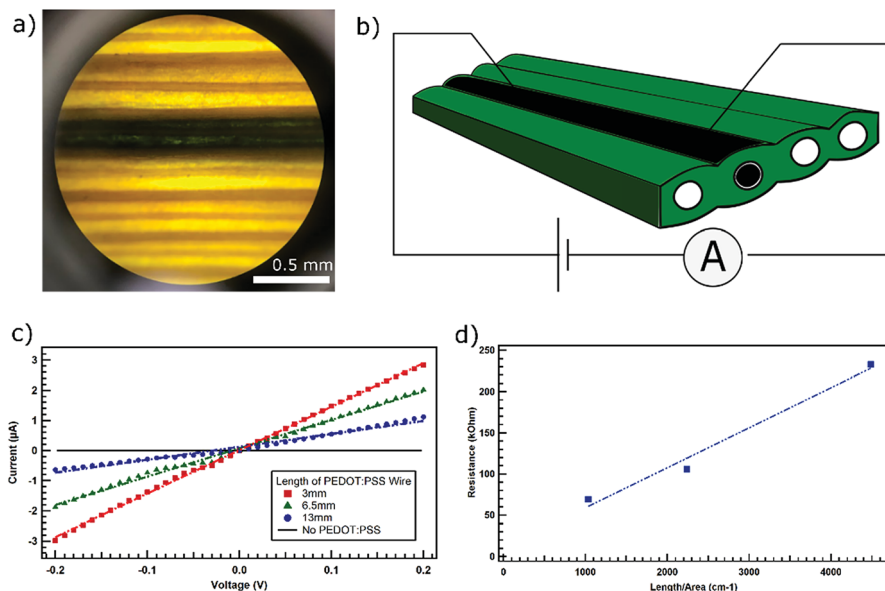 a)
0.5 mm
b)
A
c)
3
2
1
0
-1
-2
-3
Current (µA)
-0.2
-0.1
0.0
0.1
0.2
Voltage (V)
Length of PEDOT:PSS Wire
3mm
6.5mm
13mm
No PEDOT:PSS
d)
250
200
150
100
50
0
Resistance (kOhm)
0
1000
2000
3000
4000
Length/Area (cm-1)